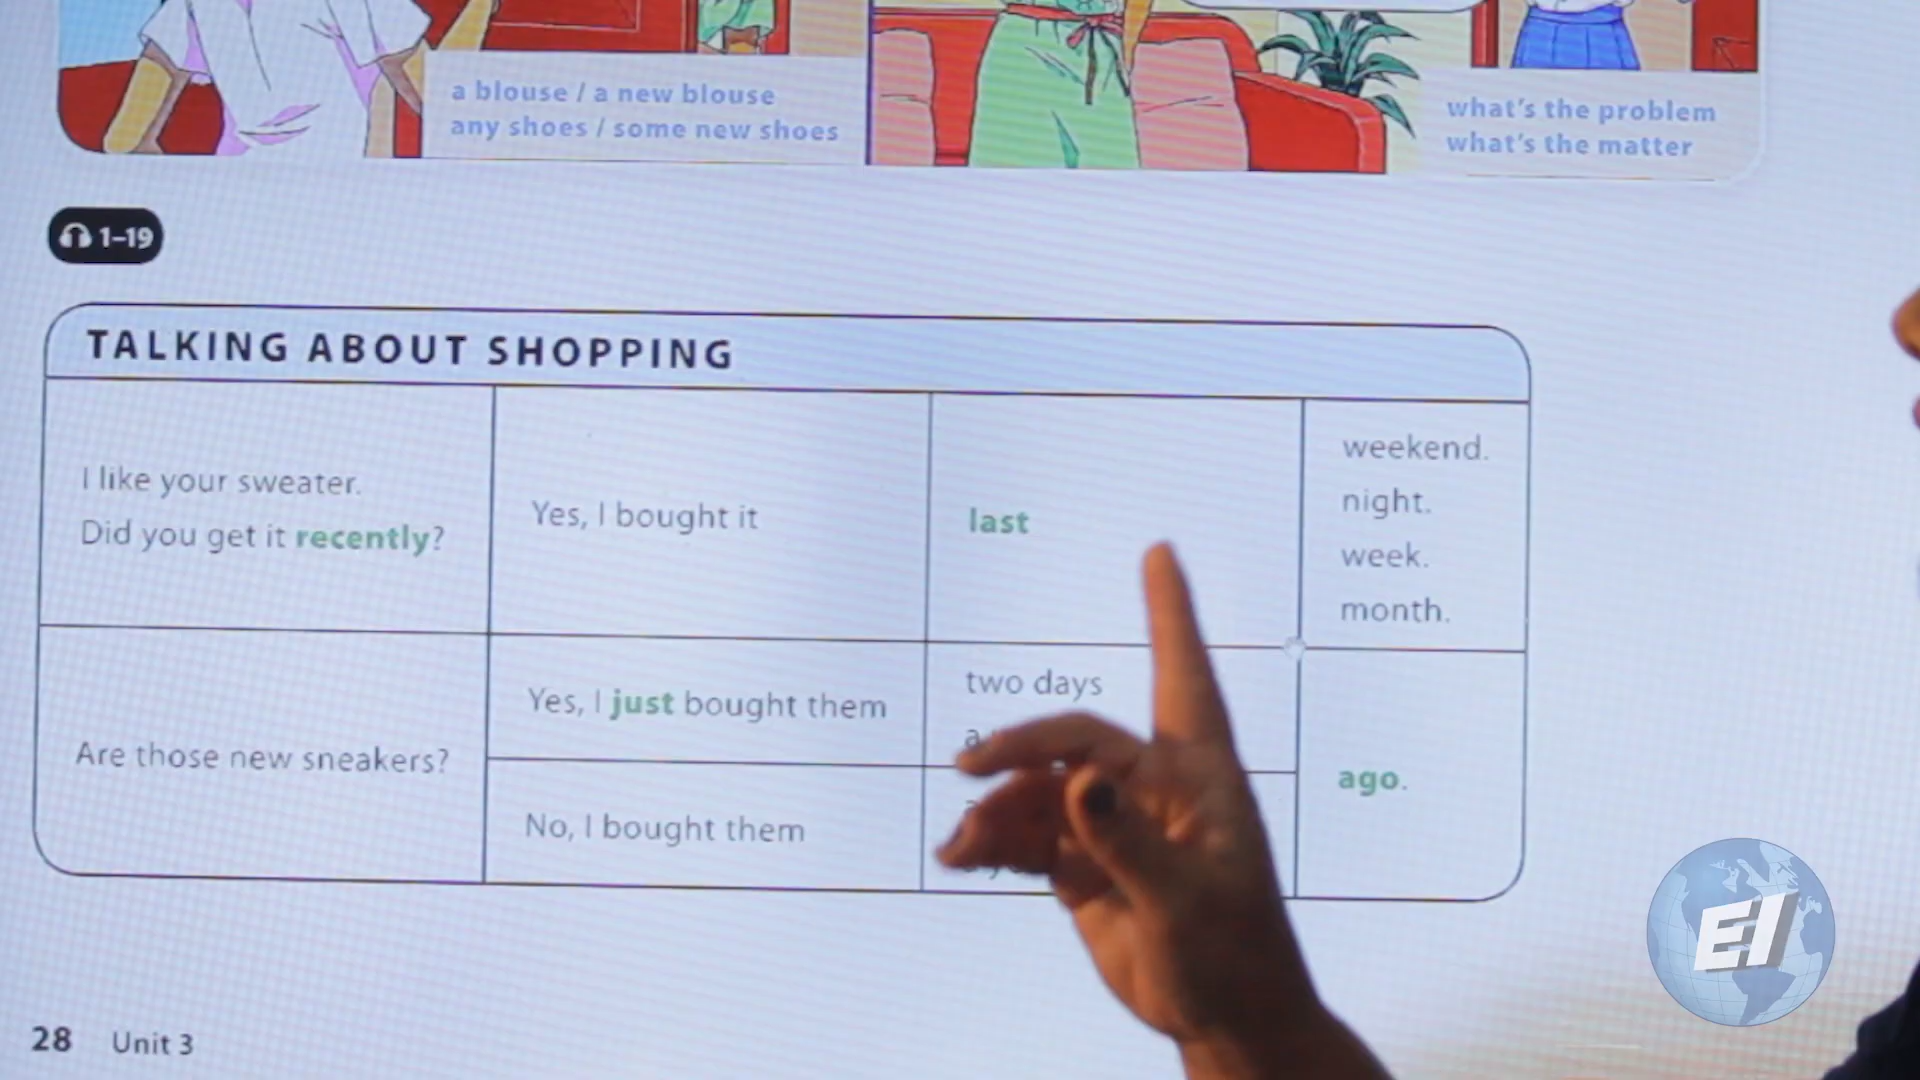 a blouse / a new blouse
any shoes / some new shoes
what's the problem
what's the matter
1–19
TALKING ABOUT SHOPPING
I like your sweater.
Did you get it recently?
Yes, I bought it
last
weekend.
night.
week.
month.
Are those new sneakers?
Yes, I just bought them
two days
No, I bought them
ago.
28 Unit 3
EI